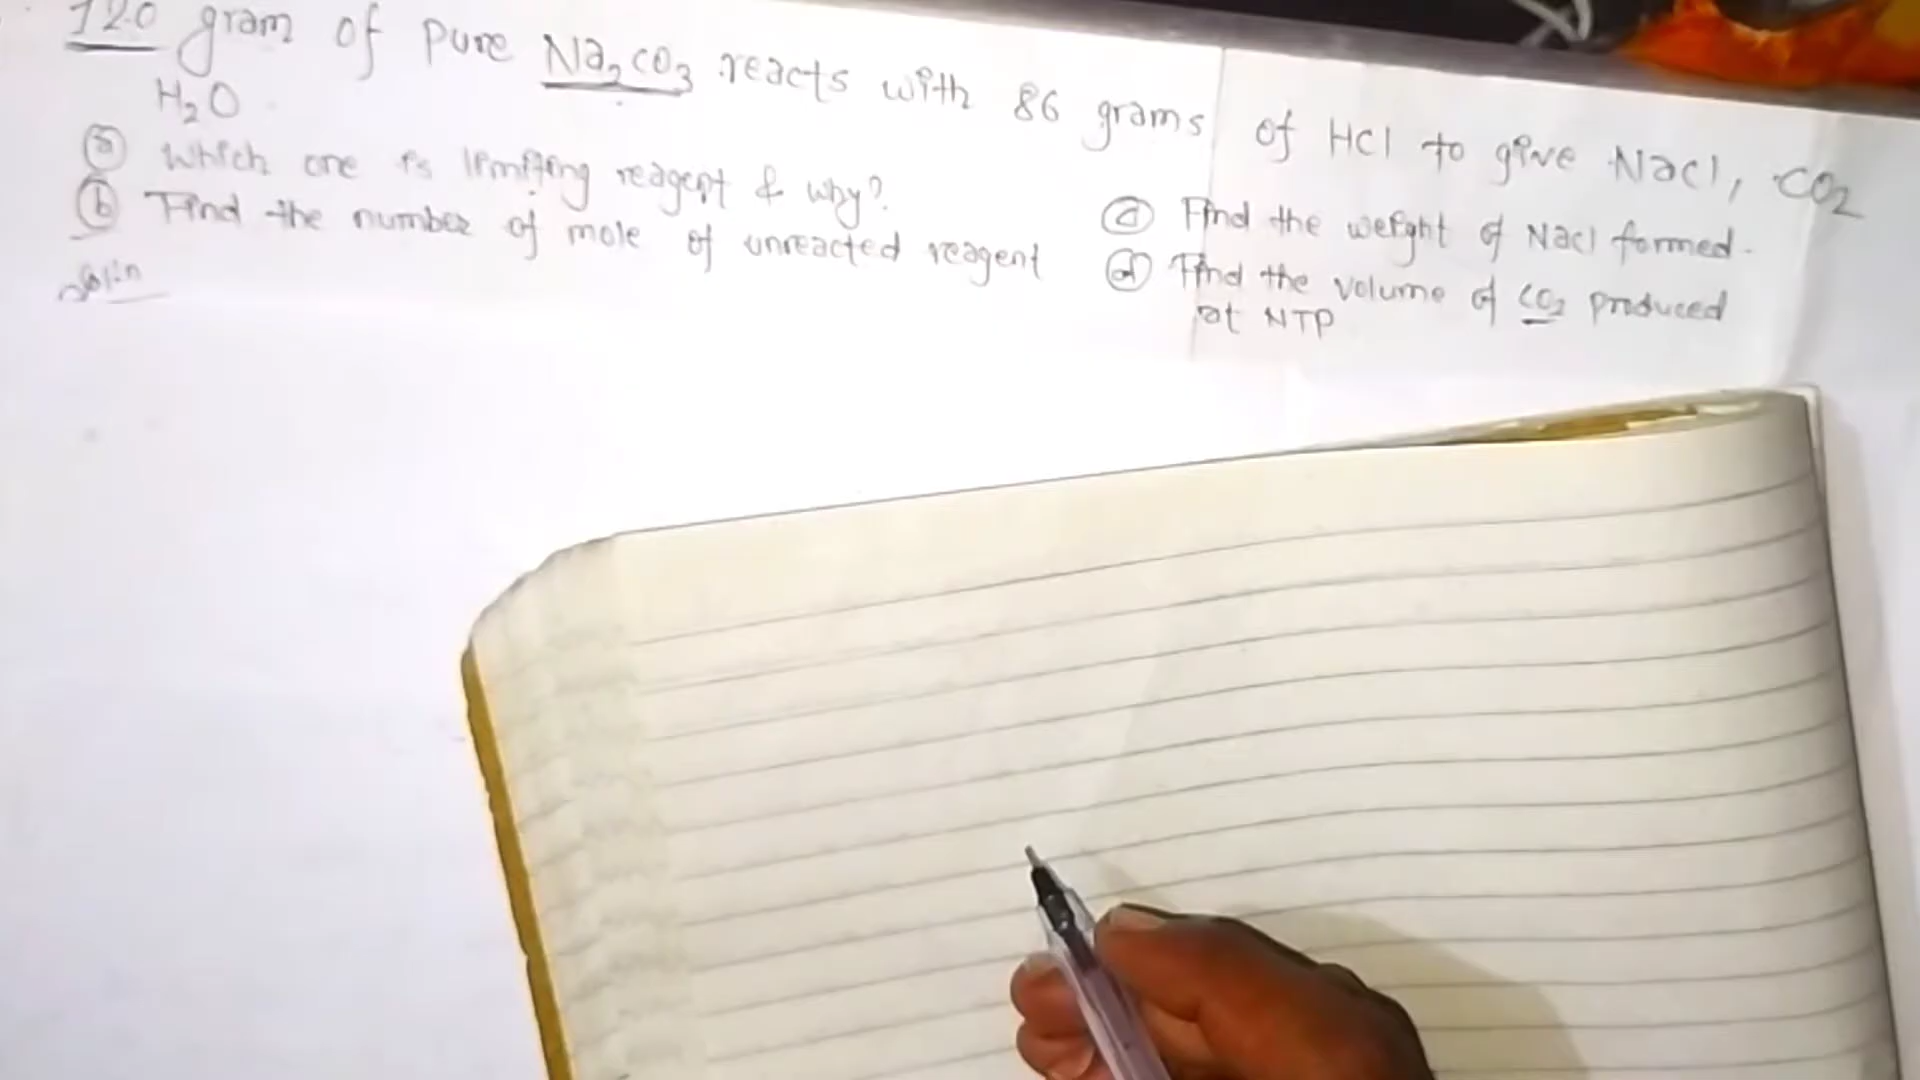 120 gram of pure Na₂CO₃ reacts with 86 grams of HCl to give NaCl, CO₂
H₂O
ⓐ Which one is limiting reagent & why?
ⓑ Find the number of mole of unreacted reagent
Soln
ⓒ Find the weight of NaCl formed.
ⓓ Find the volume of CO₂ produced
at NTP